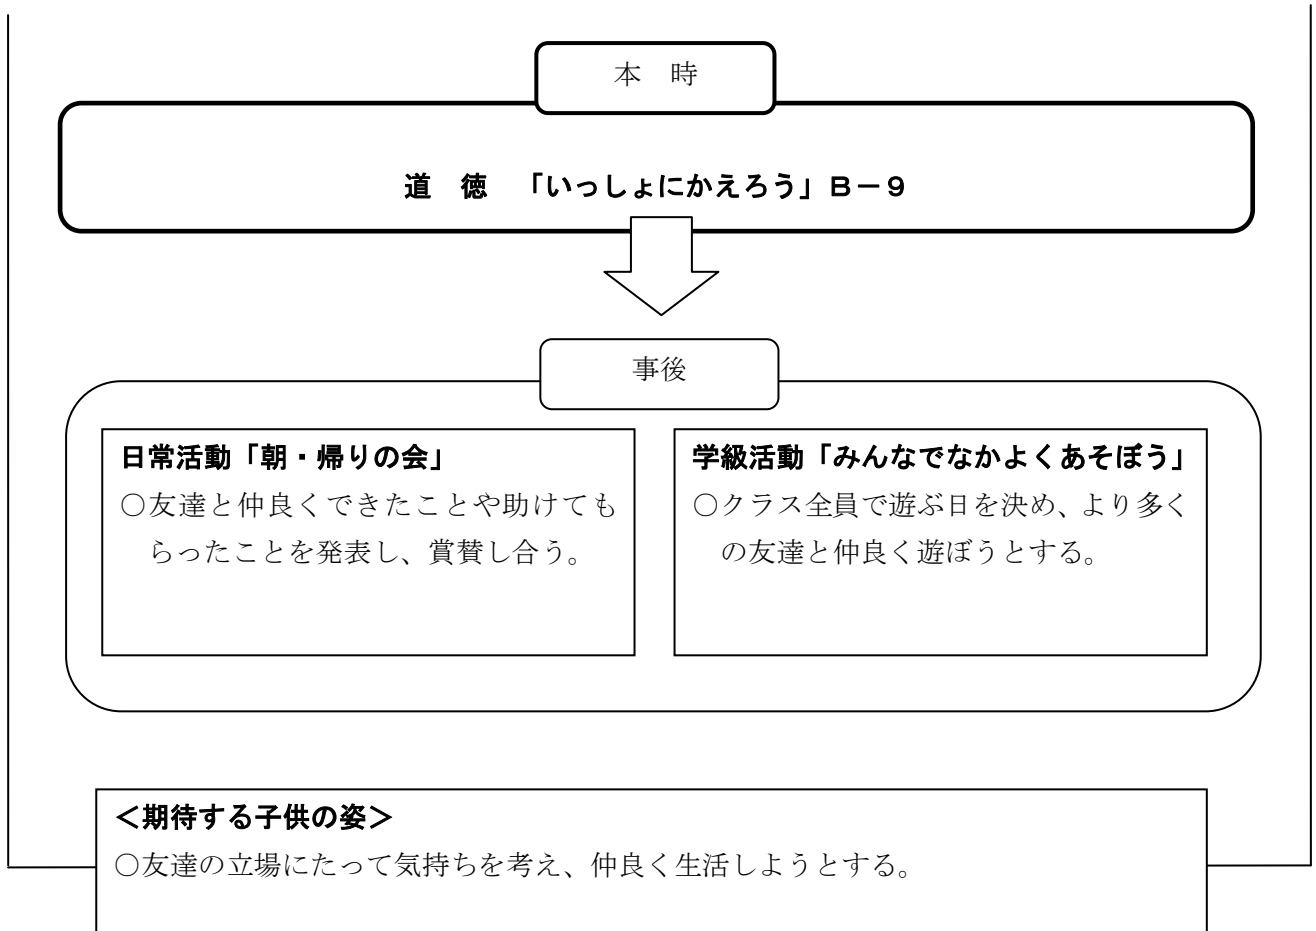 本　時
道　徳　「いっしょにかえろう」Ｂ－９
事後
日常活動「朝・帰りの会」
○友達と仲良くできたことや助けても
らったことを発表し、賞賛し合う。
学級活動「みんなでなかよくあそぼう」
○クラス全員で遊ぶ日を決め、より多く
の友達と仲良く遊ぼうとする。
＜期待する子供の姿＞
○友達の立場にたって気持ちを考え、仲良く生活しようとする。